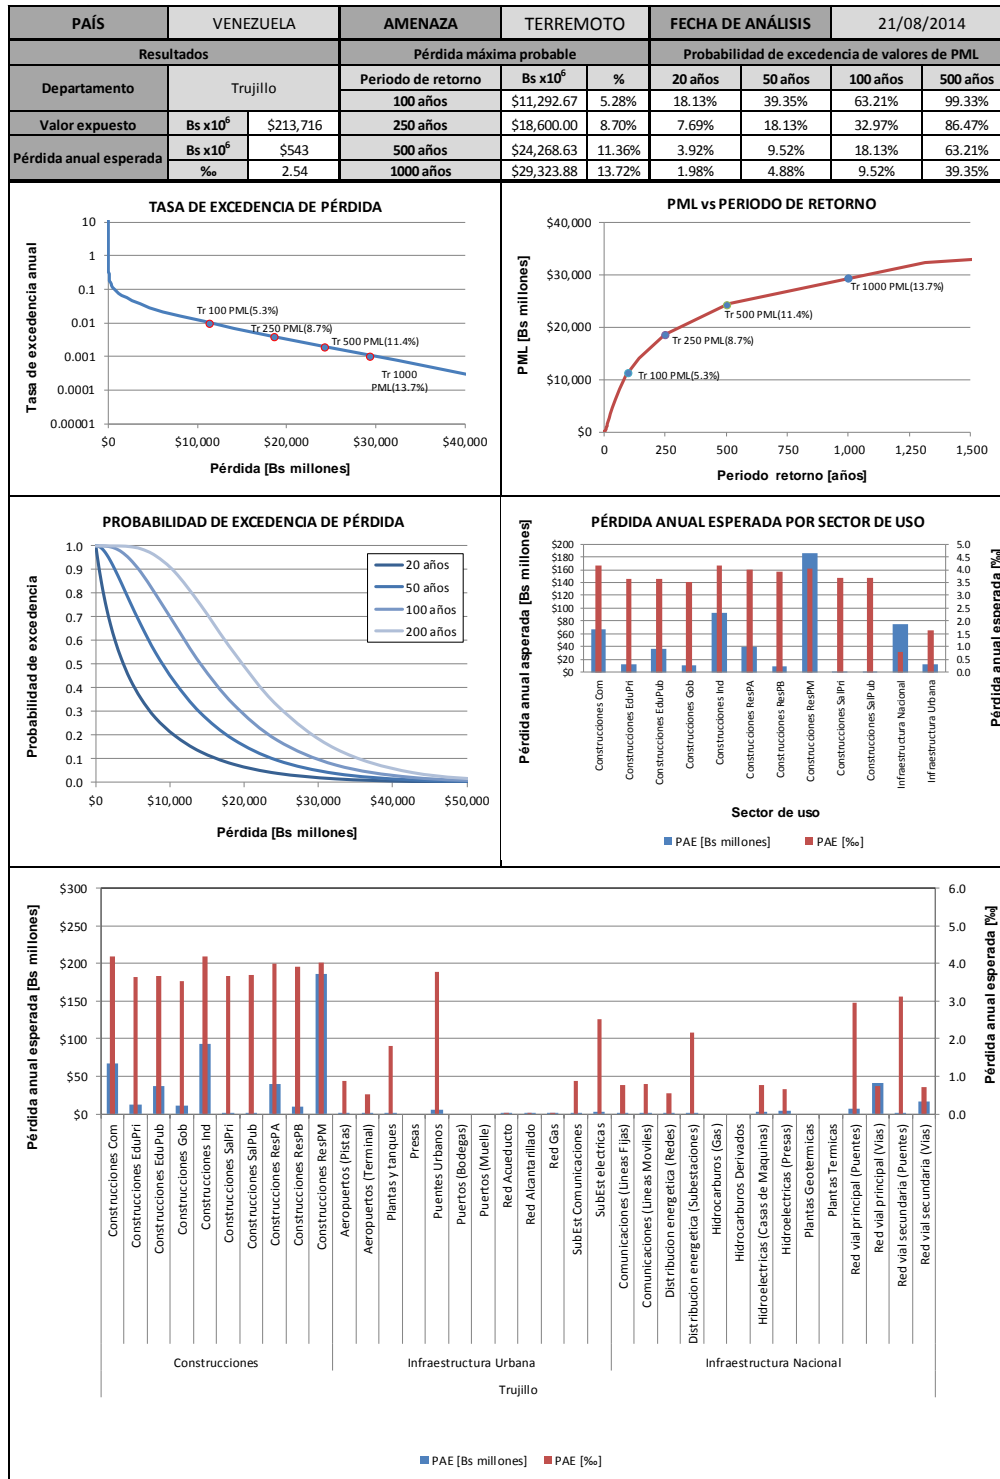 PAÍS VENEZUELA AMENAZA TERREMOTO FECHA DE ANÁLISIS 21/08/2014
Resultados Pérdida máxima probable Probabilidad de excedencia de valores de PML
Departamento Trujillo Periodo de retorno Bs x10⁶ % 20 años 50 años 100 años 500 años
100 años $11,292.67 5.28% 18.13% 39.35% 63.21% 99.33%
Valor expuesto Bs x10⁶ $213,716 250 años $18,600.00 8.70% 7.69% 18.13% 32.97% 86.47%
Pérdida anual esperada Bs x10⁶ $543 500 años $24,268.63 11.36% 3.92% 9.52% 18.13% 63.21%
‰ 2.54 1000 años $29,323.88 13.72% 1.98% 4.88% 9.52% 39.35%
TASA DE EXCEDENCIA DE PÉRDIDA
Tasa de excedencia anual
10
1
0.1
0.01
0.001
0.0001
0.00001
Tr 100 PML(5.3%)
Tr 250 PML(8.7%)
Tr 500 PML(11.4%)
Tr 1000
PML(13.7%)
$0 $10,000 $20,000 $30,000 $40,000
Pérdida [Bs millones]
PML vs PERIODO DE RETORNO
PML [Bs millones]
$40,000
$30,000
$20,000
$10,000
$0
Tr 1000 PML(13.7%)
Tr 500 PML(11.4%)
Tr 250 PML(8.7%)
Tr 100 PML(5.3%)
0 250 500 750 1,000 1,250 1,500
Periodo retorno [años]
PROBABILIDAD DE EXCEDENCIA DE PÉRDIDA
Probabilidad de excedencia
1.0
0.9
0.8
0.7
0.6
0.5
0.4
0.3
0.2
0.1
0.0
20 años
50 años
100 años
200 años
$0 $10,000 $20,000 $30,000 $40,000 $50,000
Pérdida [Bs millones]
PÉRDIDA ANUAL ESPERADA POR SECTOR DE USO
Pérdida anual asperada [Bs millones]
$200
$180
$160
$140
$120
$100
$80
$60
$40
$20
$0
5.0
4.5
4.0
3.5
3.0
2.5
2.0
1.5
1.0
0.5
0.0
Pérdida anual esperada [‰]
Construcciones Com
Construcciones EduPri
Construcciones EduPub
Construcciones Gob
Construcciones Ind
Construcciones ResPA
Construcciones ResPB
Construcciones ResPM
Construcciones SalPri
Construcciones SalPub
Infraestructura Nacional
Infraestructura Urbana
Sector de uso
PAE [Bs millones] PAE [‰]
Pérdida anual esperada [Bs millones]
$300
$250
$200
$150
$100
$50
$0
6.0
5.0
4.0
3.0
2.0
1.0
0.0
Pérdida anual esperada [‰]
Construcciones Com
Construcciones EduPri
Construcciones EduPub
Construcciones Gob
Construcciones Ind
Construcciones SalPri
Construcciones SalPub
Construcciones ResPA
Construcciones ResPB
Construcciones ResPM
Aeropuertos (Pistas)
Aeropuertos (Terminal)
Plantas y tanques
Presas
Puentes Urbanos
Puertos (Bodegas)
Puertos (Muelle)
Red Acueducto
Red Alcantarillado
Red Gas
SubEst Comunicaciones
SubEst electricas
Comunicaciones (Lineas Fijas)
Comunicaciones (Lineas Moviles)
Distribucion energetica (Redes)
Distribucion energetica (Subestaciones)
Hidrocarburos (Gas)
Hidrocarburos Derivados
Hidroelectricas (Casas de Maquinas)
Hidroelectricas (Presas)
Plantas Geotermicas
Plantas Termicas
Red vial principal (Puentes)
Red vial principal (Vias)
Red vial secundaria (Puentes)
Red vial secundaria (Vias)
Construcciones Infraestructura Urbana Infraestructura Nacional
Trujillo
PAE [Bs millones] PAE [‰]